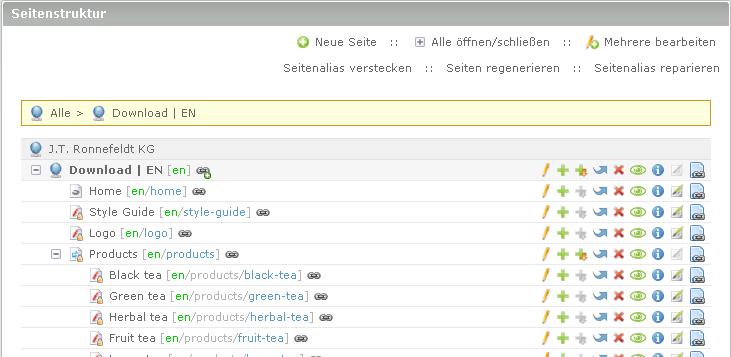 Seitenstruktur
Neue Seite :: Alle öffnen/schließen :: Mehrere bearbeiten
Seitenalias verstecken :: Seiten regenerieren :: Seitenalias reparieren
Alle > Download | EN
J.T. Ronnefeldt KG
Download | EN [en]
Home [en/home]
Style Guide [en/style-guide]
Logo [en/logo]
Products [en/products]
Black tea [en/products/black-tea]
Green tea [en/products/green-tea]
Herbal tea [en/products/herbal-tea]
Fruit tea [en/products/fruit-tea]